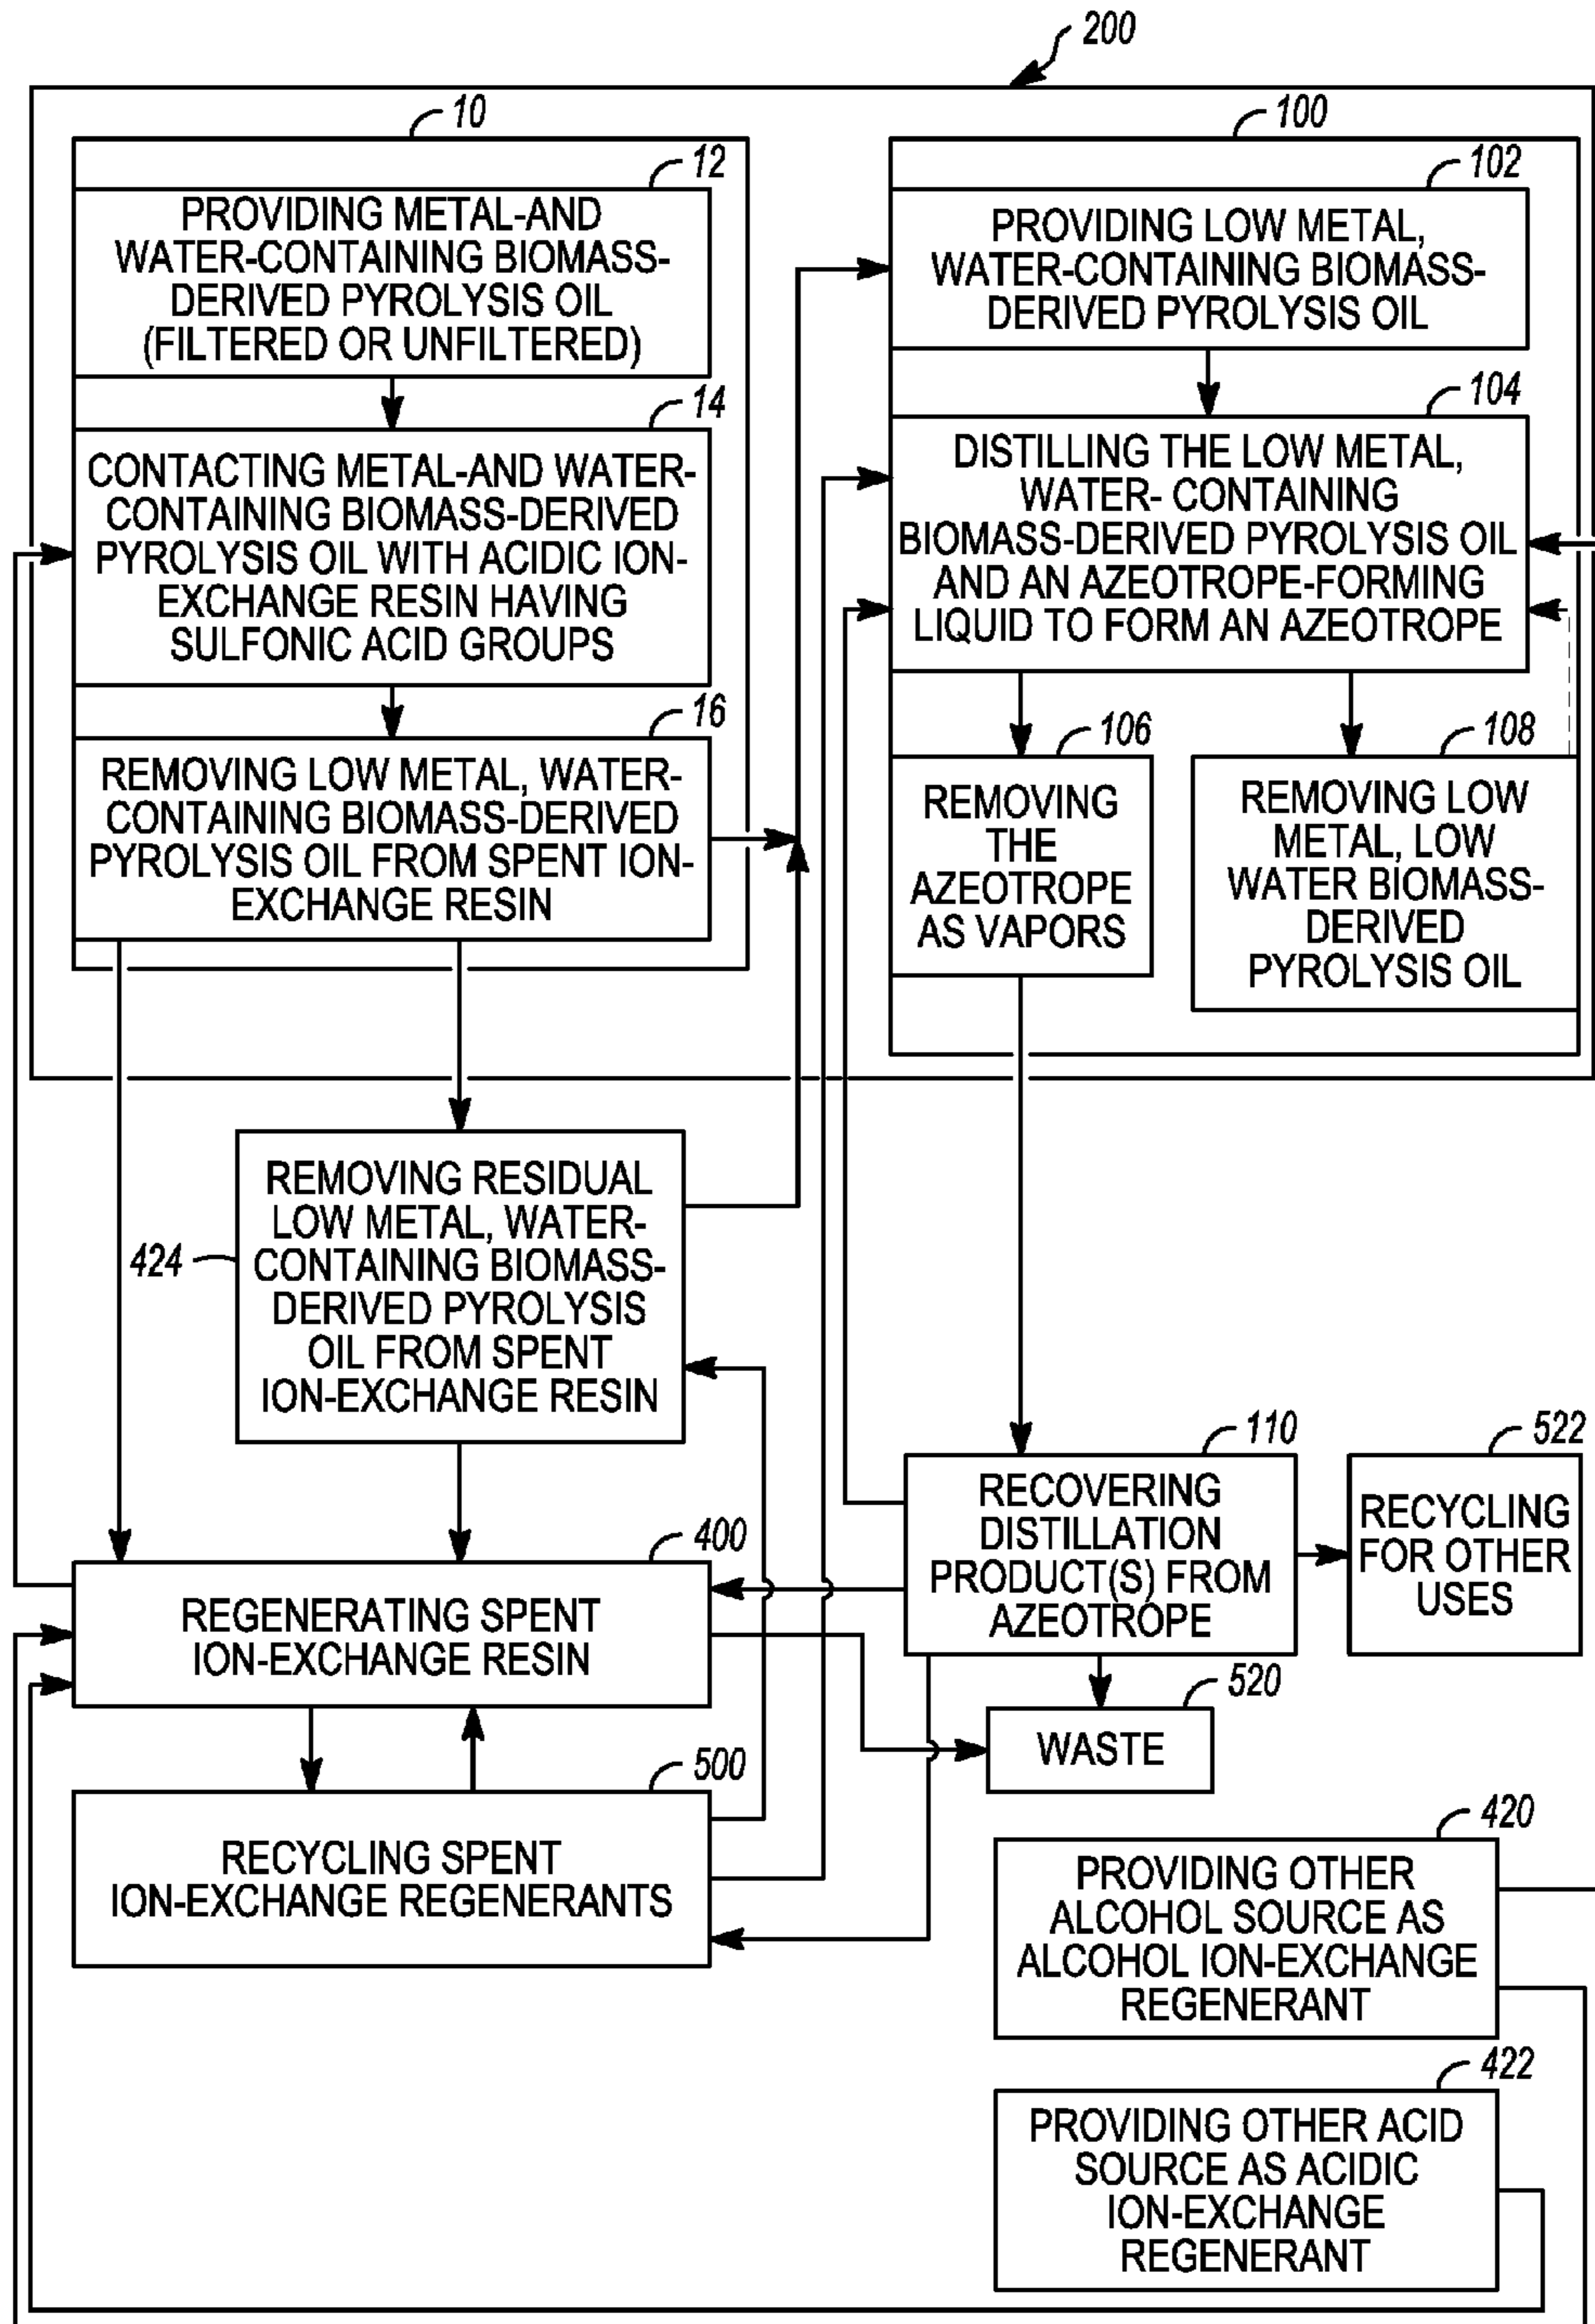 200
10
12
PROVIDING METAL-AND
WATER-CONTAINING BIOMASS-
DERIVED PYROLYSIS OIL
(FILTERED OR UNFILTERED)
14
CONTACTING METAL-AND WATER-
CONTAINING BIOMASS-DERIVED
PYROLYSIS OIL WITH ACIDIC ION-
EXCHANGE RESIN HAVING
SULFONIC ACID GROUPS
16
REMOVING LOW METAL, WATER-
CONTAINING BIOMASS-DERIVED
PYROLYSIS OIL FROM SPENT ION-
EXCHANGE RESIN
100
102
PROVIDING LOW METAL,
WATER-CONTAINING BIOMASS-
DERIVED PYROLYSIS OIL
104
DISTILLING THE LOW METAL,
WATER- CONTAINING
BIOMASS-DERIVED PYROLYSIS OIL
AND AN AZEOTROPE-FORMING
LIQUID TO FORM AN AZEOTROPE
106
REMOVING
THE
AZEOTROPE
AS VAPORS
108
REMOVING LOW
METAL, LOW
WATER BIOMASS-
DERIVED
PYROLYSIS OIL
424
REMOVING RESIDUAL
LOW METAL, WATER-
CONTAINING BIOMASS-
DERIVED PYROLYSIS
OIL FROM SPENT
ION-EXCHANGE RESIN
110
RECOVERING
DISTILLATION
PRODUCT(S) FROM
AZEOTROPE
522
RECYCLING
FOR OTHER
USES
400
REGENERATING SPENT
ION-EXCHANGE RESIN
520
WASTE
500
RECYCLING SPENT
ION-EXCHANGE REGENERANTS
420
PROVIDING OTHER
ALCOHOL SOURCE AS
ALCOHOL ION-EXCHANGE
REGENERANT
422
PROVIDING OTHER ACID
SOURCE AS ACIDIC
ION-EXCHANGE
REGENERANT